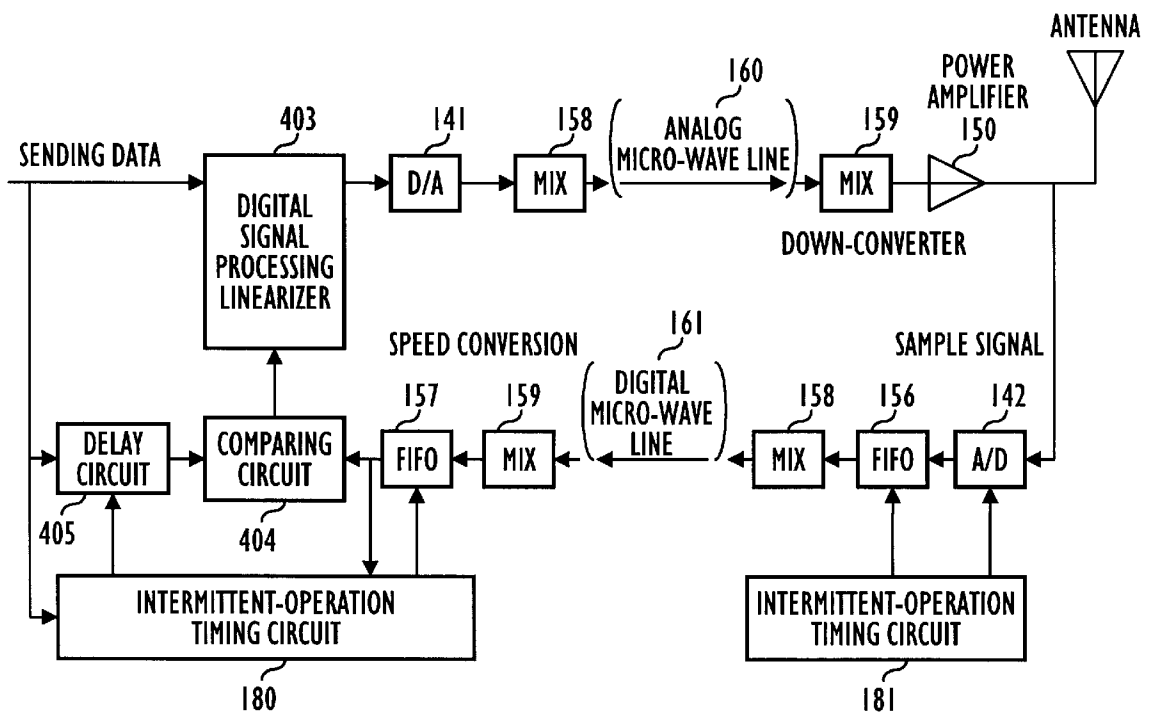 ANTENNA
POWER
AMPLIFIER
150
160
403
141
158
159
SENDING DATA
ANALOG
MICRO-WAVE LINE
D/A
MIX
MIX
DIGITAL
SIGNAL
PROCESSING
LINEARIZER
DOWN-CONVERTER
161
SPEED CONVERSION
SAMPLE SIGNAL
DIGITAL
MICRO-WAVE
LINE
157
159
158
156
142
DELAY
CIRCUIT
COMPARING
CIRCUIT
FIFO
MIX
MIX
FIFO
A/D
405
404
INTERMITTENT-OPERATION
TIMING CIRCUIT
INTERMITTENT-OPERATION
TIMING CIRCUIT
180
181